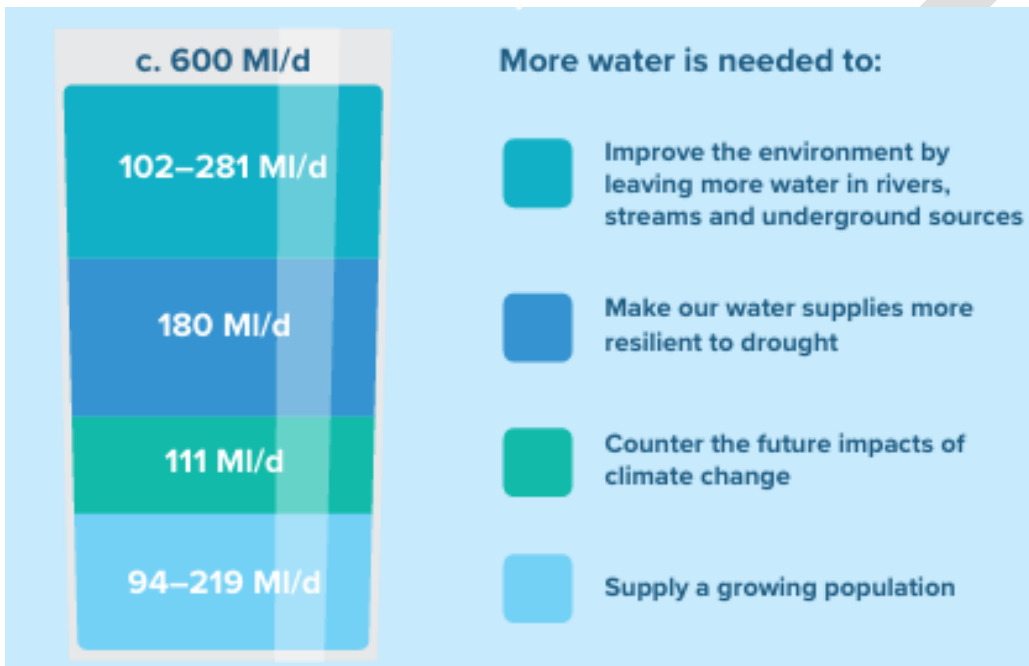 c. 600 Ml/d
102–281 Ml/d
180 Ml/d
111 Ml/d
94–219 Ml/d
More water is needed to:
Improve the environment by
leaving more water in rivers,
streams and underground sources
Make our water supplies more
resilient to drought
Counter the future impacts of
climate change
Supply a growing population